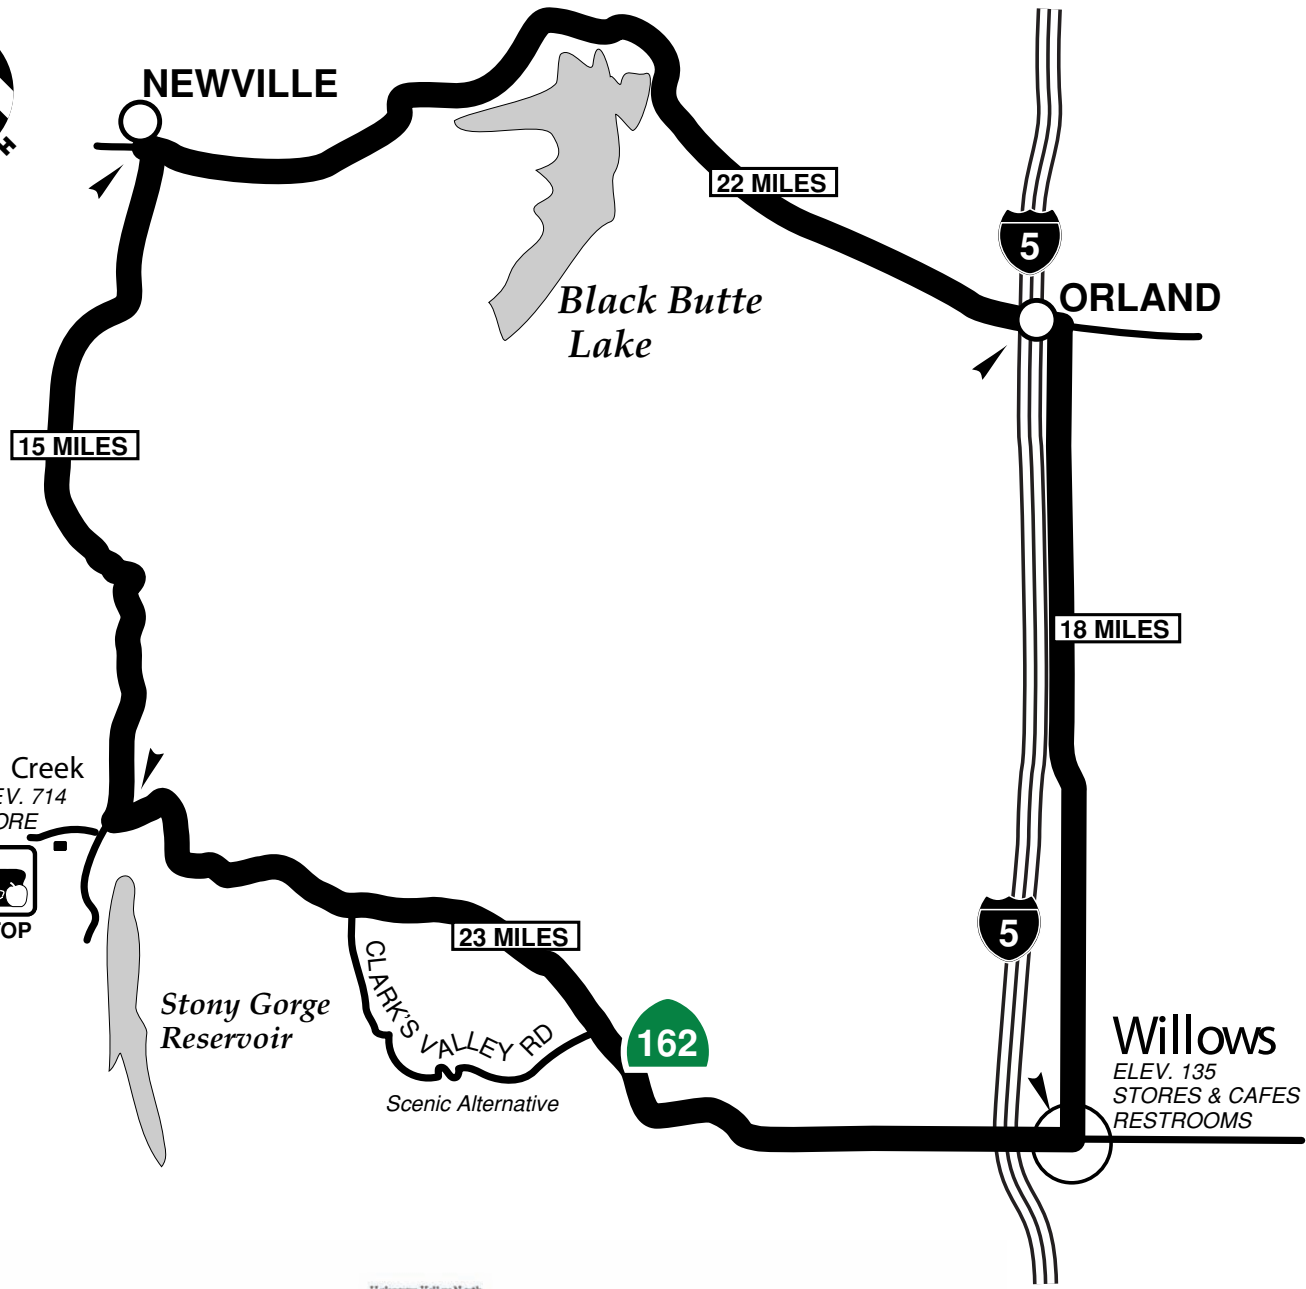 H
NEWVILLE
22 MILES
5
ORLAND
Black Butte
Lake
15 MILES
18 MILES
Creek
EV. 714
ORE
TOP
23 MILES
5
CLARK'S VALLEY RD
Stony Gorge
Reservoir
162
Scenic Alternative
Willows
ELEV. 135
STORES & CAFES
RESTROOMS